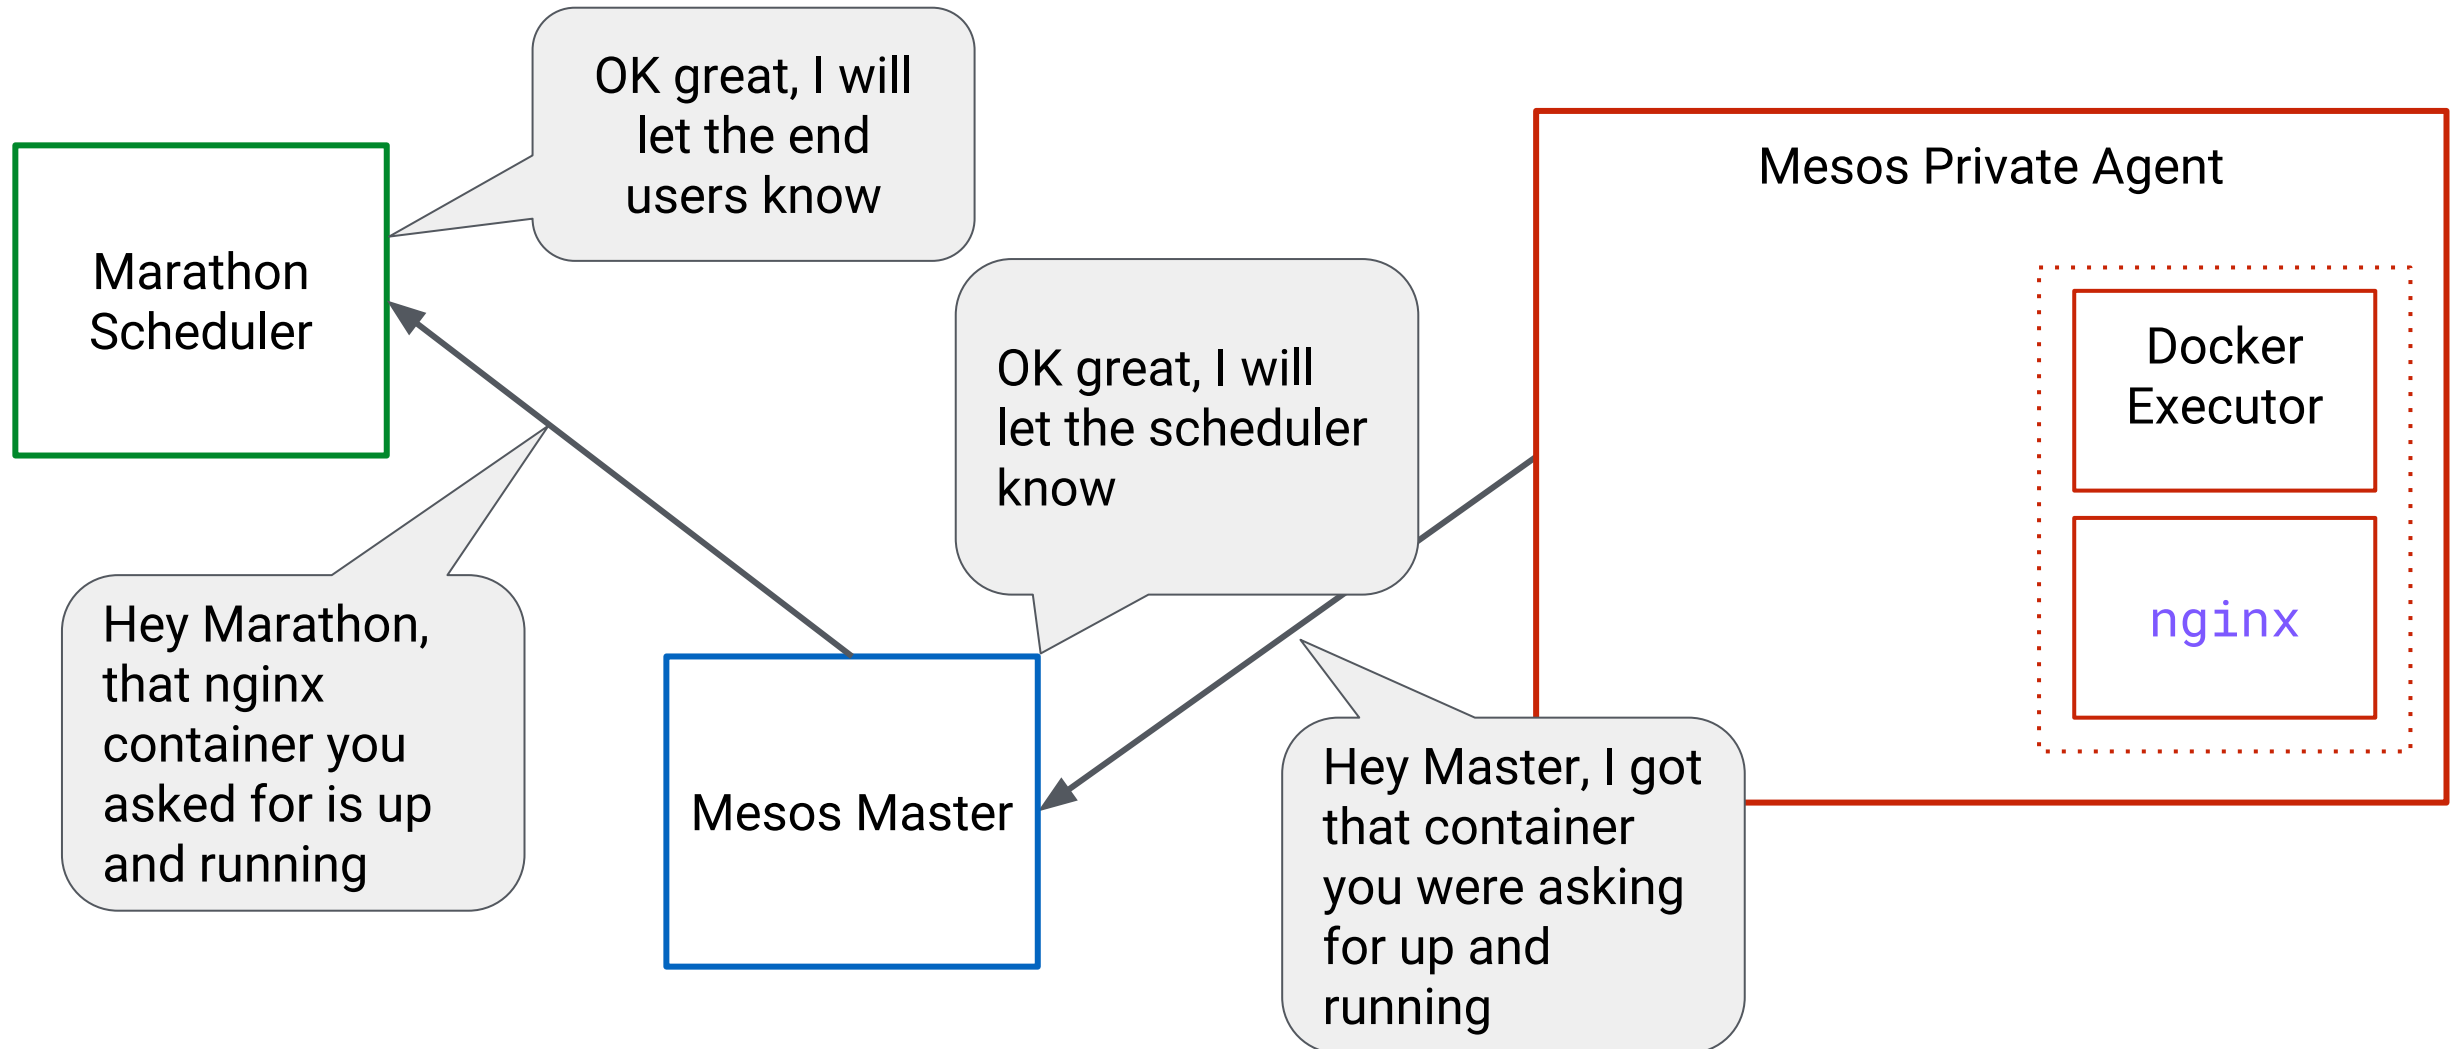 OK great, I will
let the end
users know
Marathon
Scheduler
Mesos Private Agent
Docker
Executor
nginx
OK great, I will
let the scheduler
know
Hey Marathon,
that nginx
container you
asked for is up
and running
Mesos Master
Hey Master, I got
that container
you were asking
for up and
running